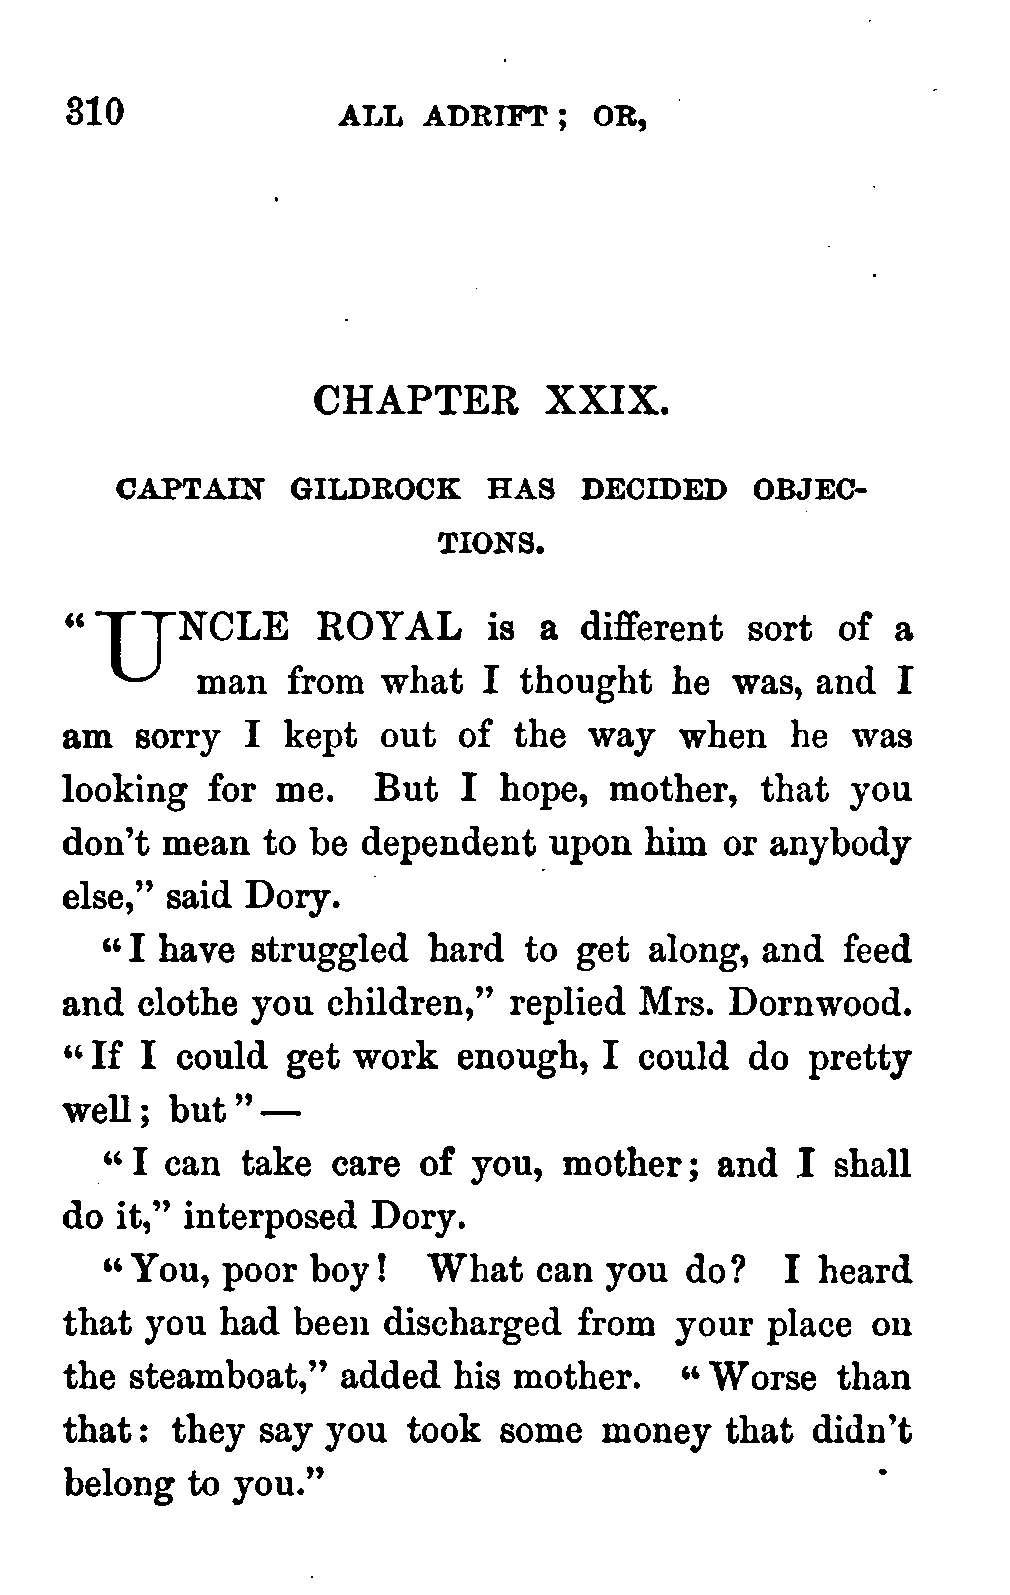 310 ALL ADRIFT; OR,
CHAPTER XXIX.
CAPTAIN GILDROCK HAS DECIDED OBJEC-
TIONS.
"UNCLE ROYAL is a different sort of a
man from what I thought he was, and I
am sorry I kept out of the way when he was
looking for me. But I hope, mother, that you
don't mean to be dependent upon him or anybody
else," said Dory.
"I have struggled hard to get along, and feed
and clothe you children," replied Mrs. Dornwood.
"If I could get work enough, I could do pretty
well; but"—
"I can take care of you, mother; and I shall
do it," interposed Dory.
"You, poor boy! What can you do? I heard
that you had been discharged from your place on
the steamboat," added his mother. "Worse than
that: they say you took some money that didn't
belong to you."